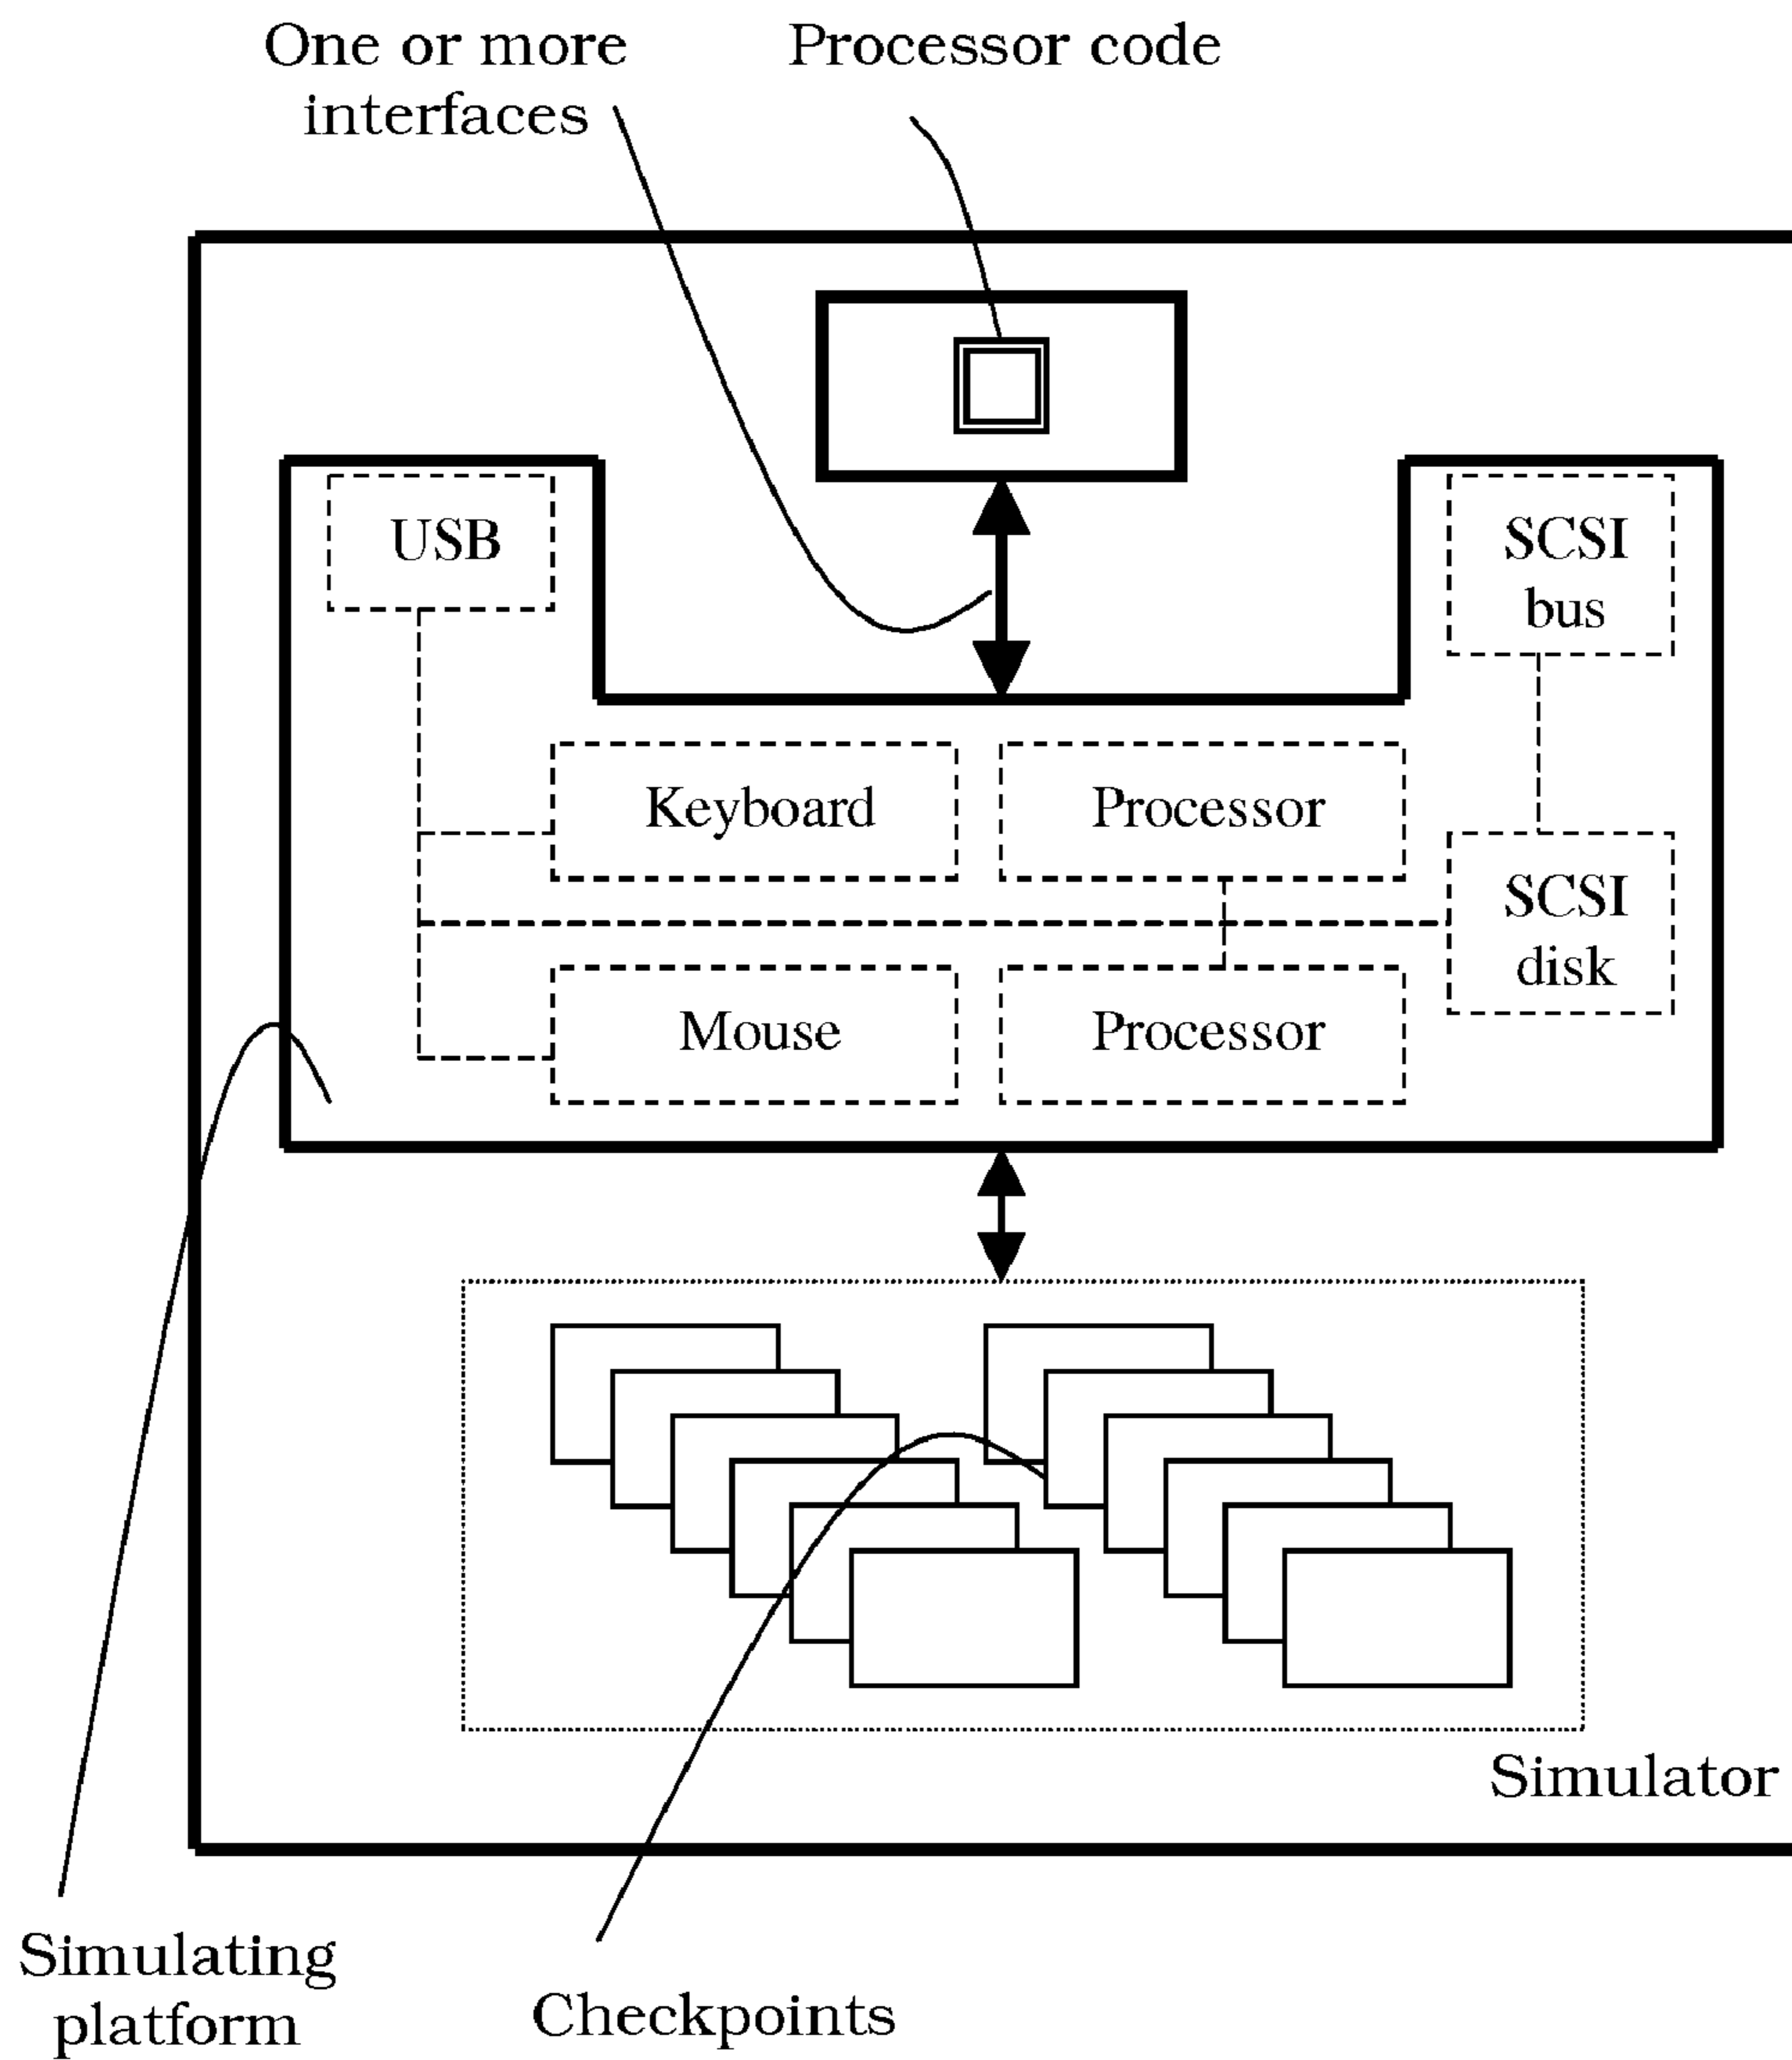 One or more
interfaces
Processor code
USB
SCSI
bus
Keyboard
Processor
SCSI
disk
Mouse
Processor
Simulator
Simulating
platform
Checkpoints